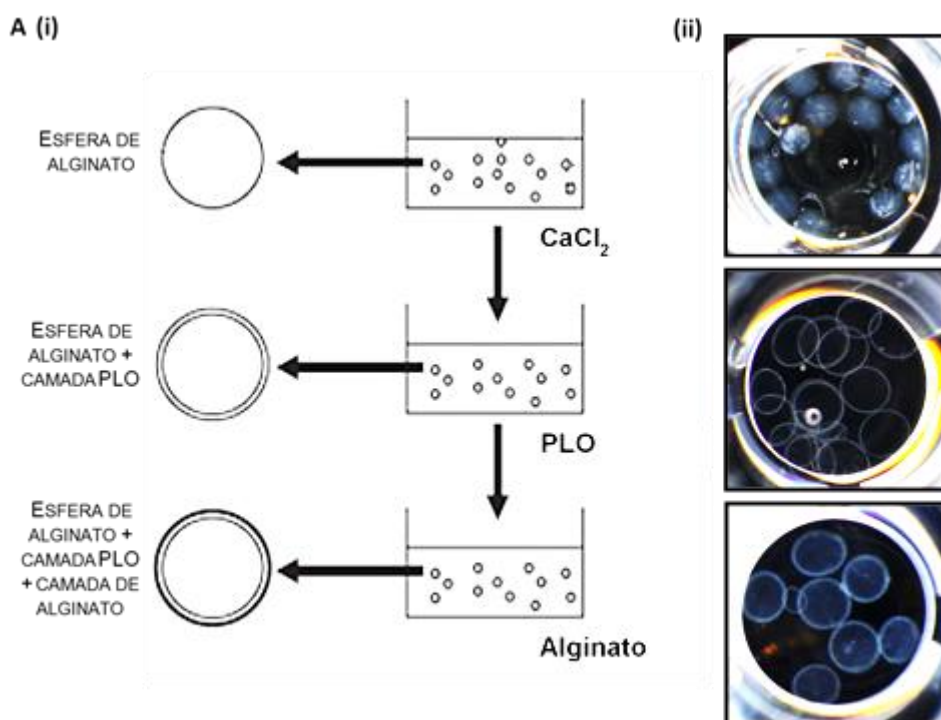 A (i)
(ii)
ESFERA DE
ALGINATO
CaCl₂
ESFERA DE
ALGINATO +
CAMADA PLO
PLO
ESFERA DE
ALGINATO +
CAMADA PLO
+ CAMADA DE
ALGINATO
Alginato